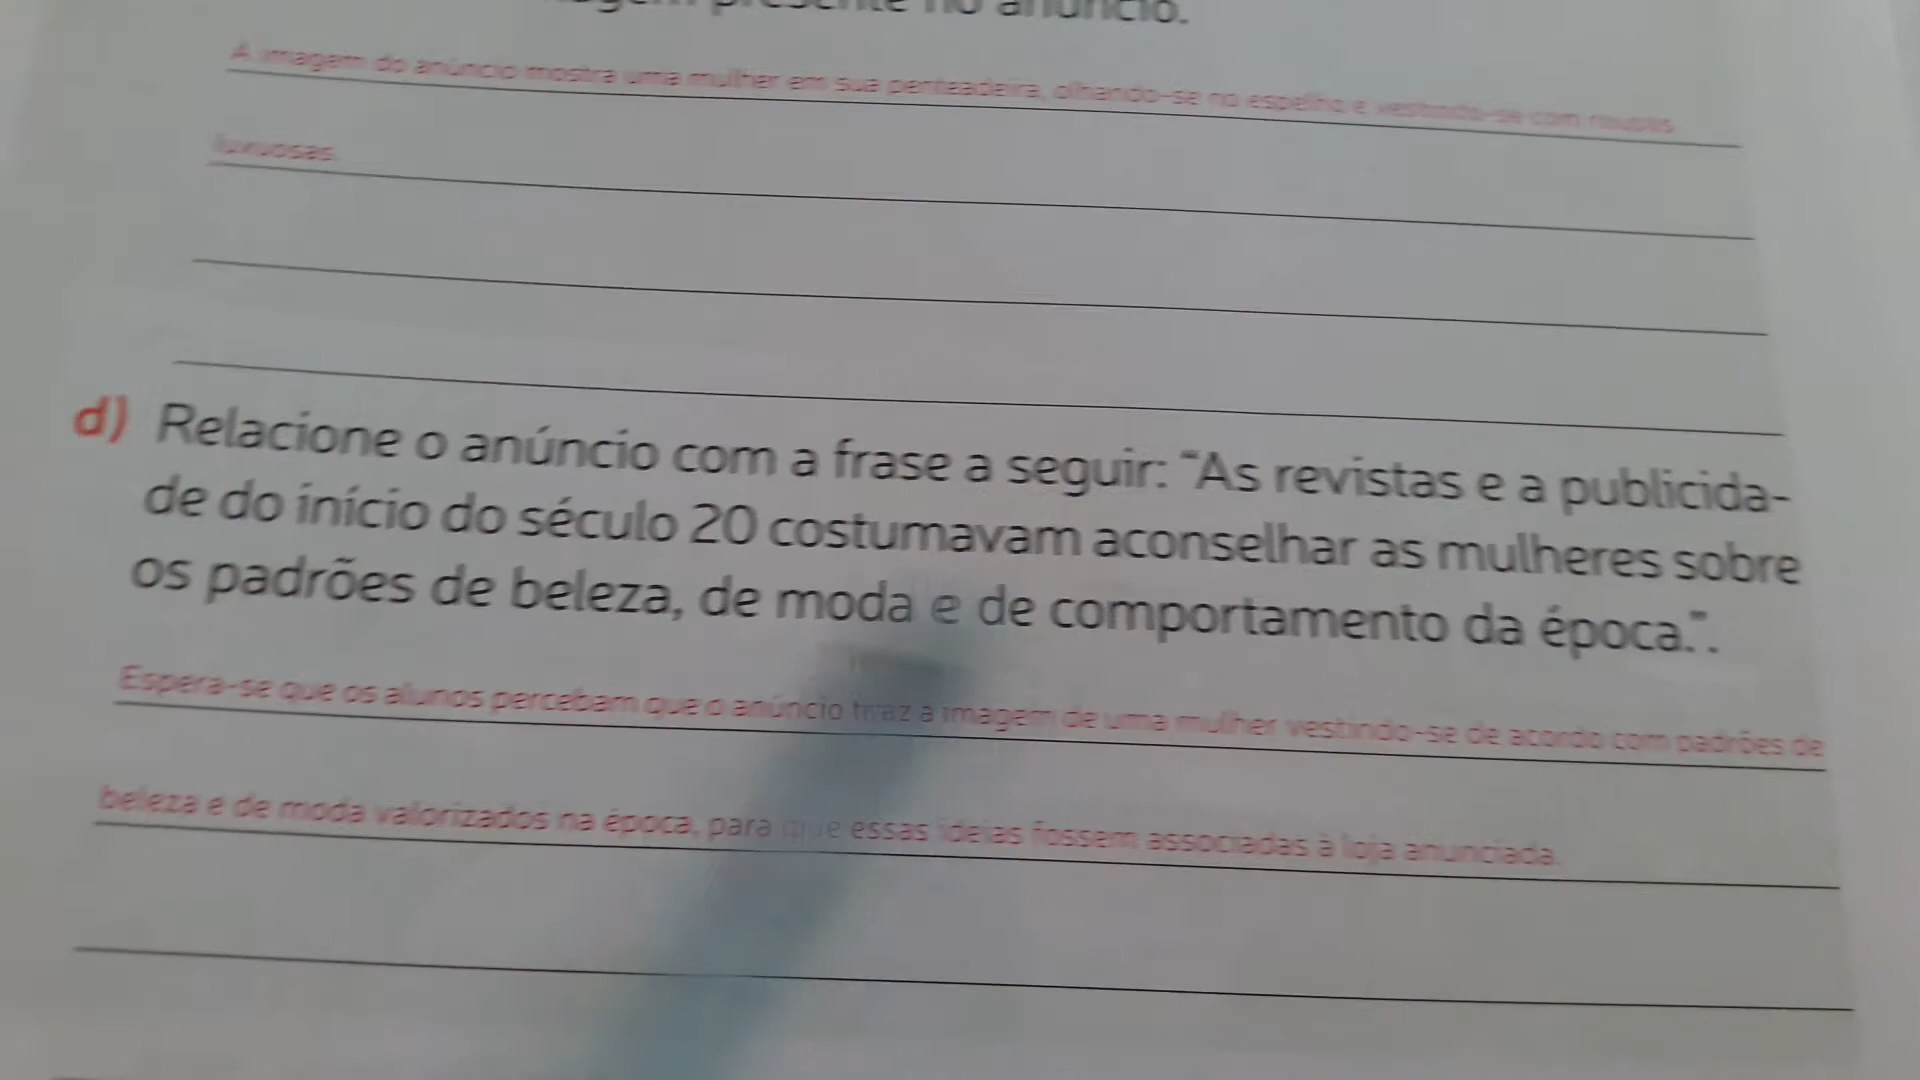 presente no anúncio.
A imagem do anúncio mostra uma mulher em sua penteadeira, olhando-se no espelho e vestindo-se com roupas
luxuosas.
d) Relacione o anúncio com a frase a seguir: “As revistas e a publicida-
de do início do século 20 costumavam aconselhar as mulheres sobre
os padrões de beleza, de moda e de comportamento da época.”.
Espera-se que os alunos percebam que o anúncio traz a imagem de uma mulher vestindo-se de acordo com padrões de
beleza e de moda valorizados na época, para que essas ideias fossem associadas à loja anunciada.